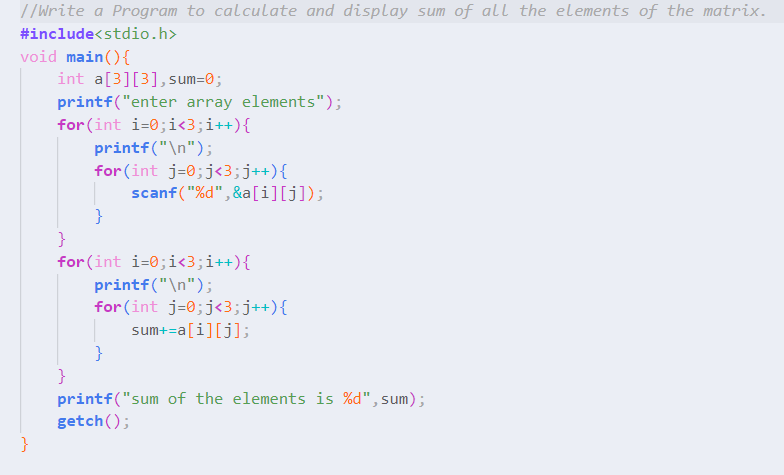 //Write a Program to calculate and display sum of all the elements of the matrix.
#include<stdio.h>
void main(){
    int a[3][3],sum=0;
    printf("enter array elements");
    for(int i=0;i<3;i++){
        printf("\n");
        for(int j=0;j<3;j++){
            scanf("%d",&a[i][j]);
        }
    }
    for(int i=0;i<3;i++){
        printf("\n");
        for(int j=0;j<3;j++){
            sum+=a[i][j];
        }
    }
    printf("sum of the elements is %d",sum);
    getch();
}